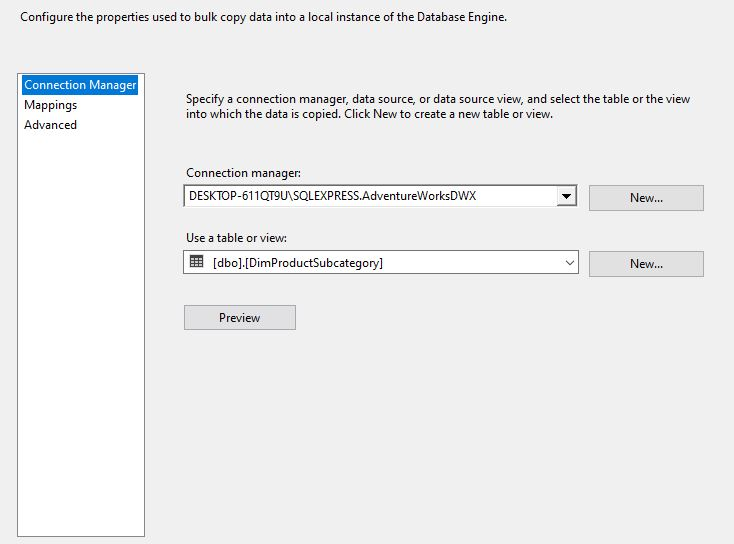 Configure the properties used to bulk copy data into a local instance of the Database Engine.
Connection Manager
Mappings
Advanced
Specify a connection manager, data source, or data source view, and select the table or the view
into which the data is copied. Click New to create a new table or view.
Connection manager:
DESKTOP-611QT9U\SQLEXPRESS.AdventureWorksDWX
New...
Use a table or view:
[dbo].[DimProductSubcategory]
New...
Preview